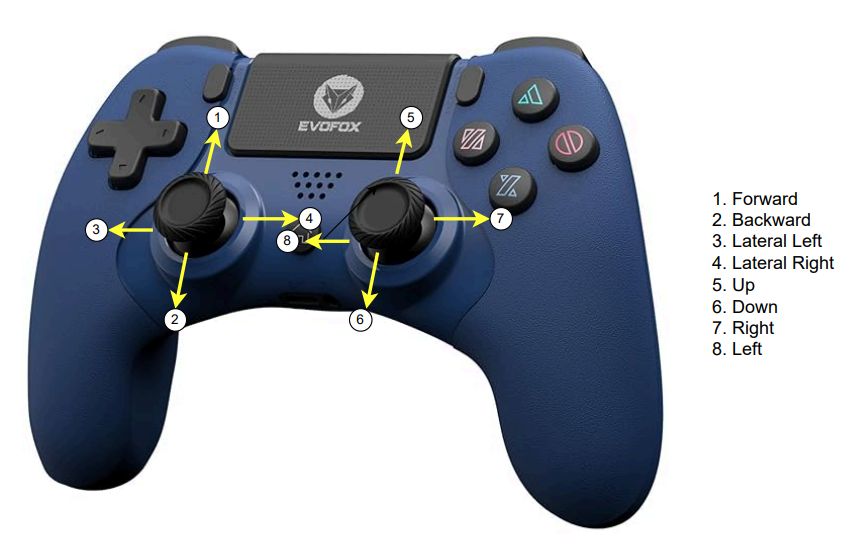 EVOFOX
1
5
3
4
7
8
2
6
1. Forward
2. Backward
3. Lateral Left
4. Lateral Right
5. Up
6. Down
7. Right
8. Left